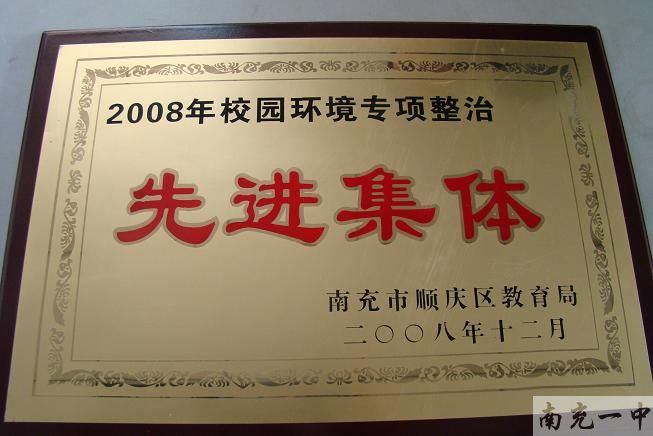 2008年校园环境专项整治
先进集体
南充市顺庆区教育局
二〇〇八年十二月
南充一中